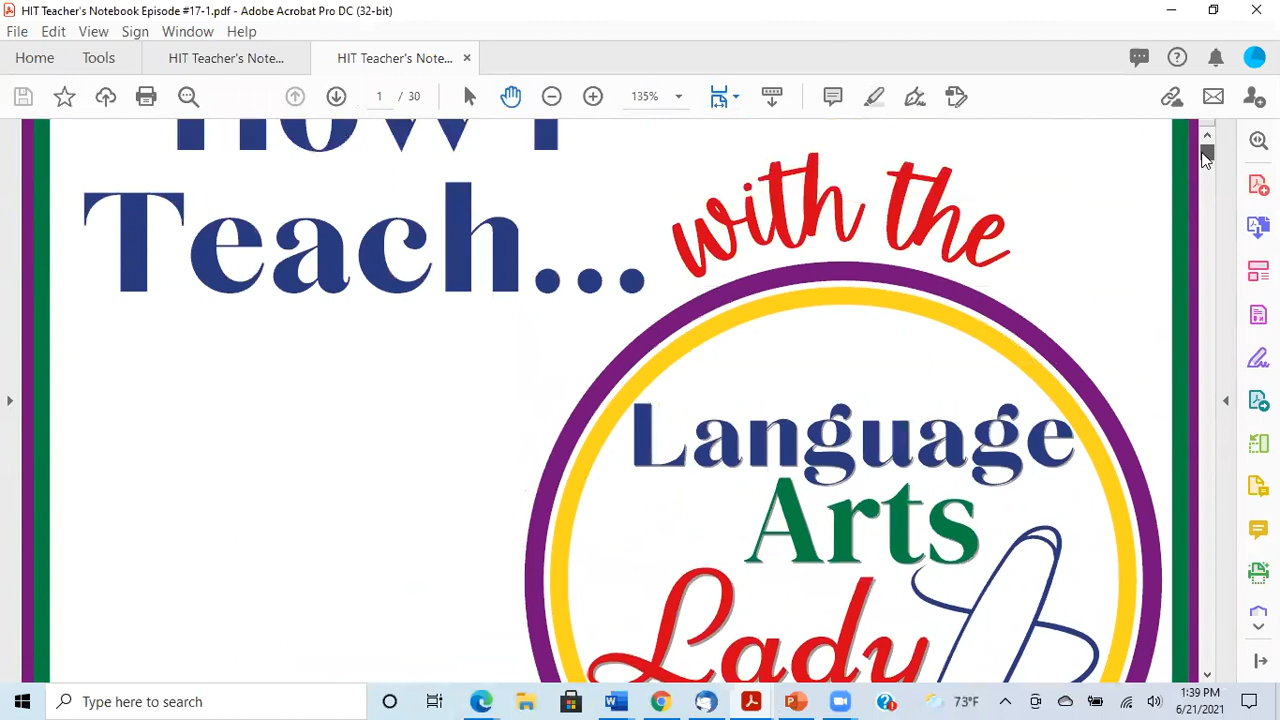 HIT Teacher's Notebook Episode #17-1.pdf - Adobe Acrobat Pro DC (32-bit)
File Edit View Sign Window Help
Home Tools HIT Teacher's Note... HIT Teacher's Note... ×
1 / 30 135%
How I
Teach...
with the
Language
Arts
Lady
Type here to search
73°F
1:39 PM
6/21/2021